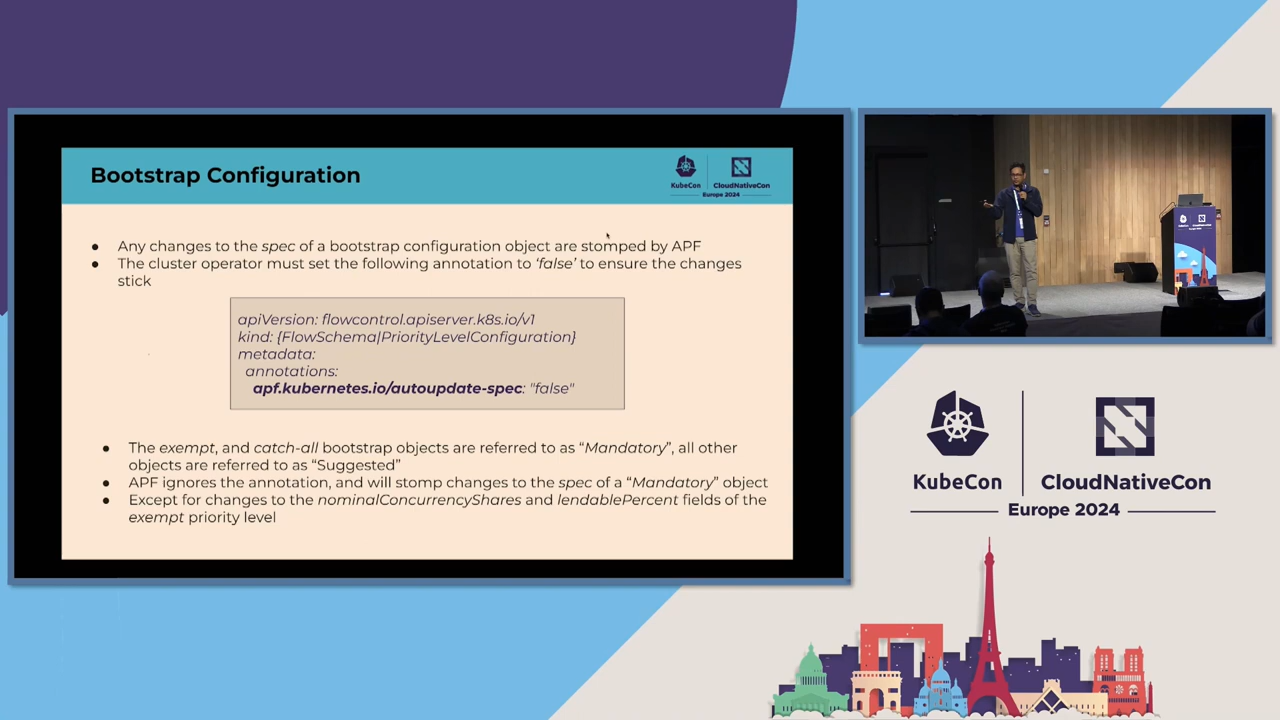 Bootstrap Configuration
KubeCon
CloudNativeCon
Europe 2024
● Any changes to the spec of a bootstrap configuration object are stomped by APF
● The cluster operator must set the following annotation to ‘false’ to ensure the changes
stick
apiVersion: flowcontrol.apiserver.k8s.io/v1
kind: {FlowSchema|PriorityLevelConfiguration}
metadata:
annotations:
apf.kubernetes.io/autoupdate-spec: "false"
● The exempt, and catch-all bootstrap objects are referred to as “Mandatory”, all other
objects are referred to as “Suggested”
● APF ignores the annotation, and will stomp changes to the spec of a “Mandatory” object
● Except for changes to the nominalConcurrencyShares and lendablePercent fields of the
exempt priority level
KubeCon
CloudNativeCon
Europe 2024